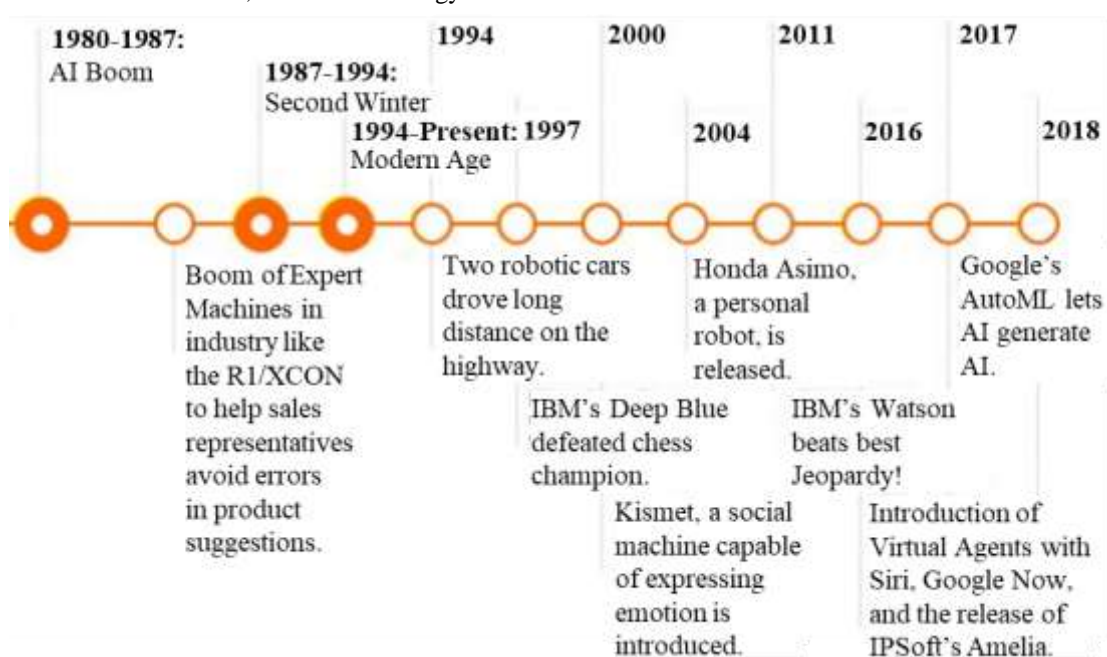 1980-1987:
AI Boom
1987-1994:
Second Winter
1994-Present:
Modern Age
1994
1997
2000
2004
2011
2016
2017
2018
Boom of Expert
Machines in
industry like
the R1/XCON
to help sales
representatives
avoid errors
in product
suggestions.
Two robotic cars
drove long
distance on the
highway.
IBM's Deep Blue
defeated chess
champion.
Kismet, a social
machine capable
of expressing
emotion is
introduced.
Honda Asimo,
a personal
robot, is
released.
IBM's Watson
beats best
Jeopardy!
Introduction of
Virtual Agents with
Siri, Google Now,
and the release of
IPSoft's Amelia.
Google's
AutoML lets
AI generate
AI.